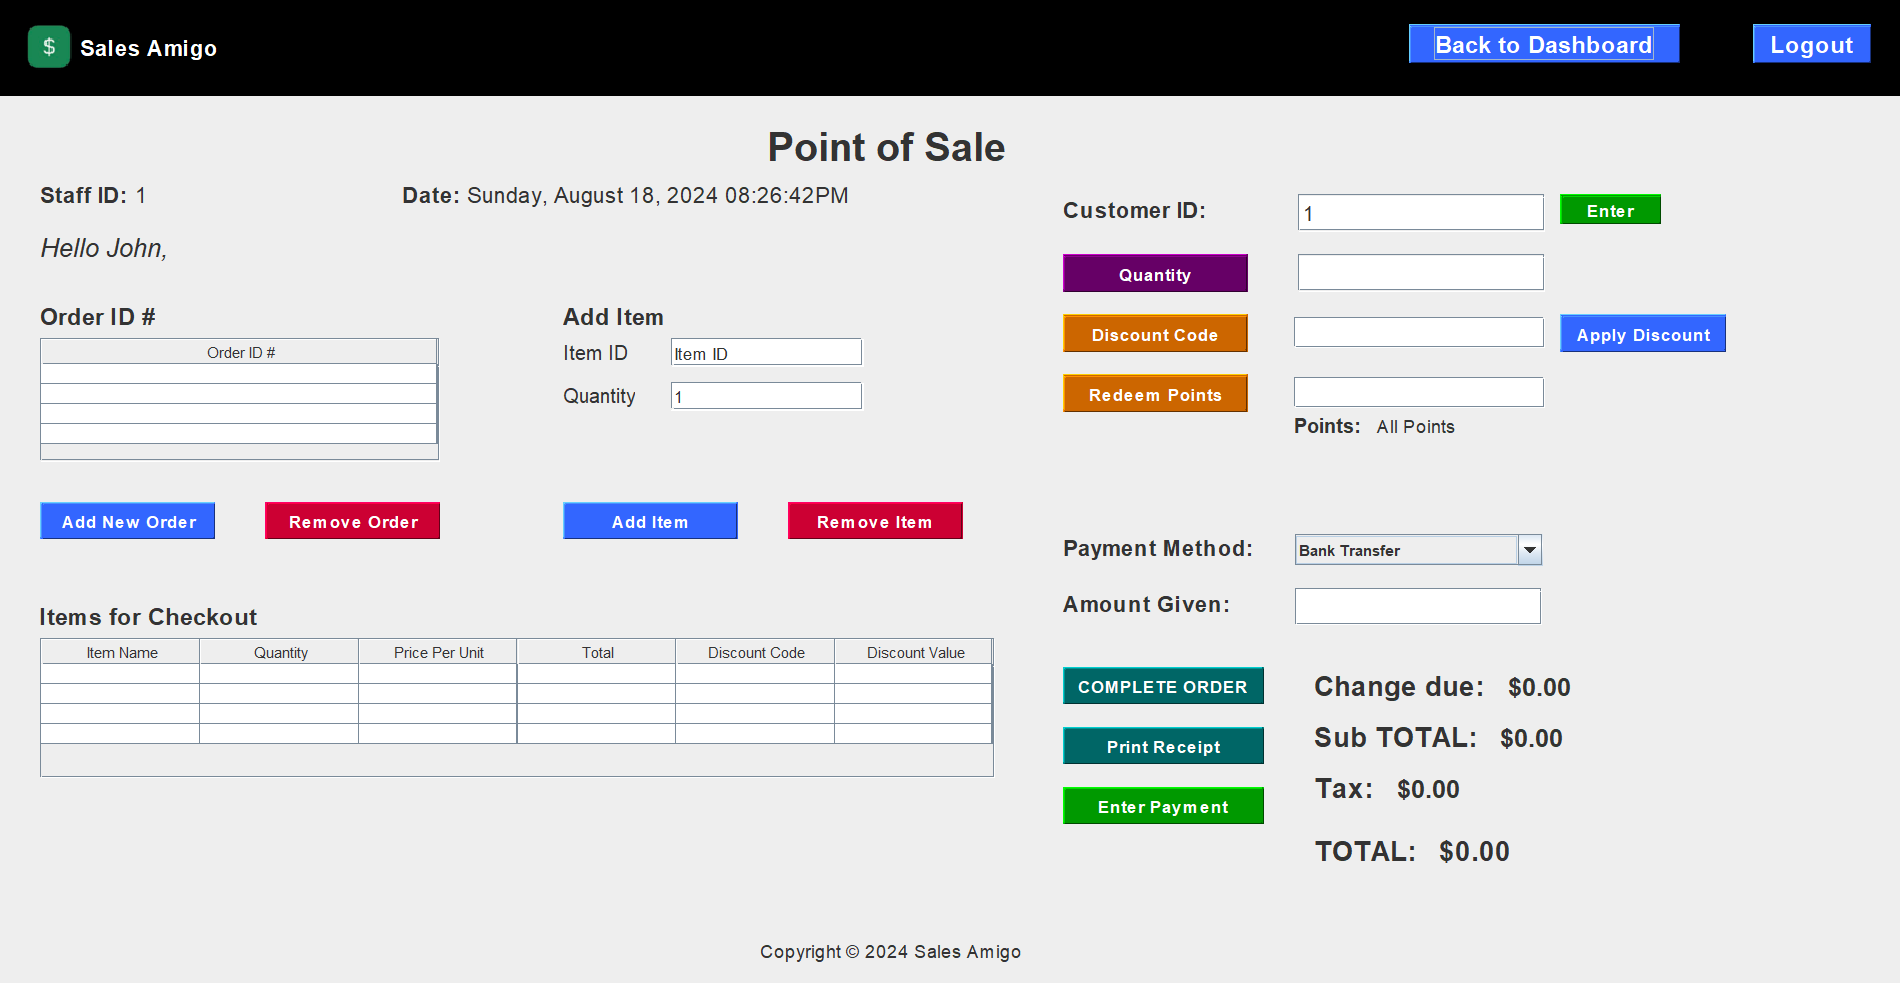 $ Sales Amigo
Back to Dashboard
Logout
Point of Sale
Staff ID: 1
Date: Sunday, August 18, 2024 08:26:42PM
Hello John,
Order ID #
Order ID #
Add New Order
Remove Order
Add Item
Item ID
Item ID
Quantity
1
Add Item
Remove Item
Items for Checkout
Item Name Quantity Price Per Unit Total Discount Code Discount Value
Customer ID:
1
Enter
Quantity
Discount Code
Apply Discount
Redeem Points
Points: All Points
Payment Method:
Bank Transfer
Amount Given:
COMPLETE ORDER
Print Receipt
Enter Payment
Change due: $0.00
Sub TOTAL: $0.00
Tax: $0.00
TOTAL: $0.00
Copyright © 2024 Sales Amigo